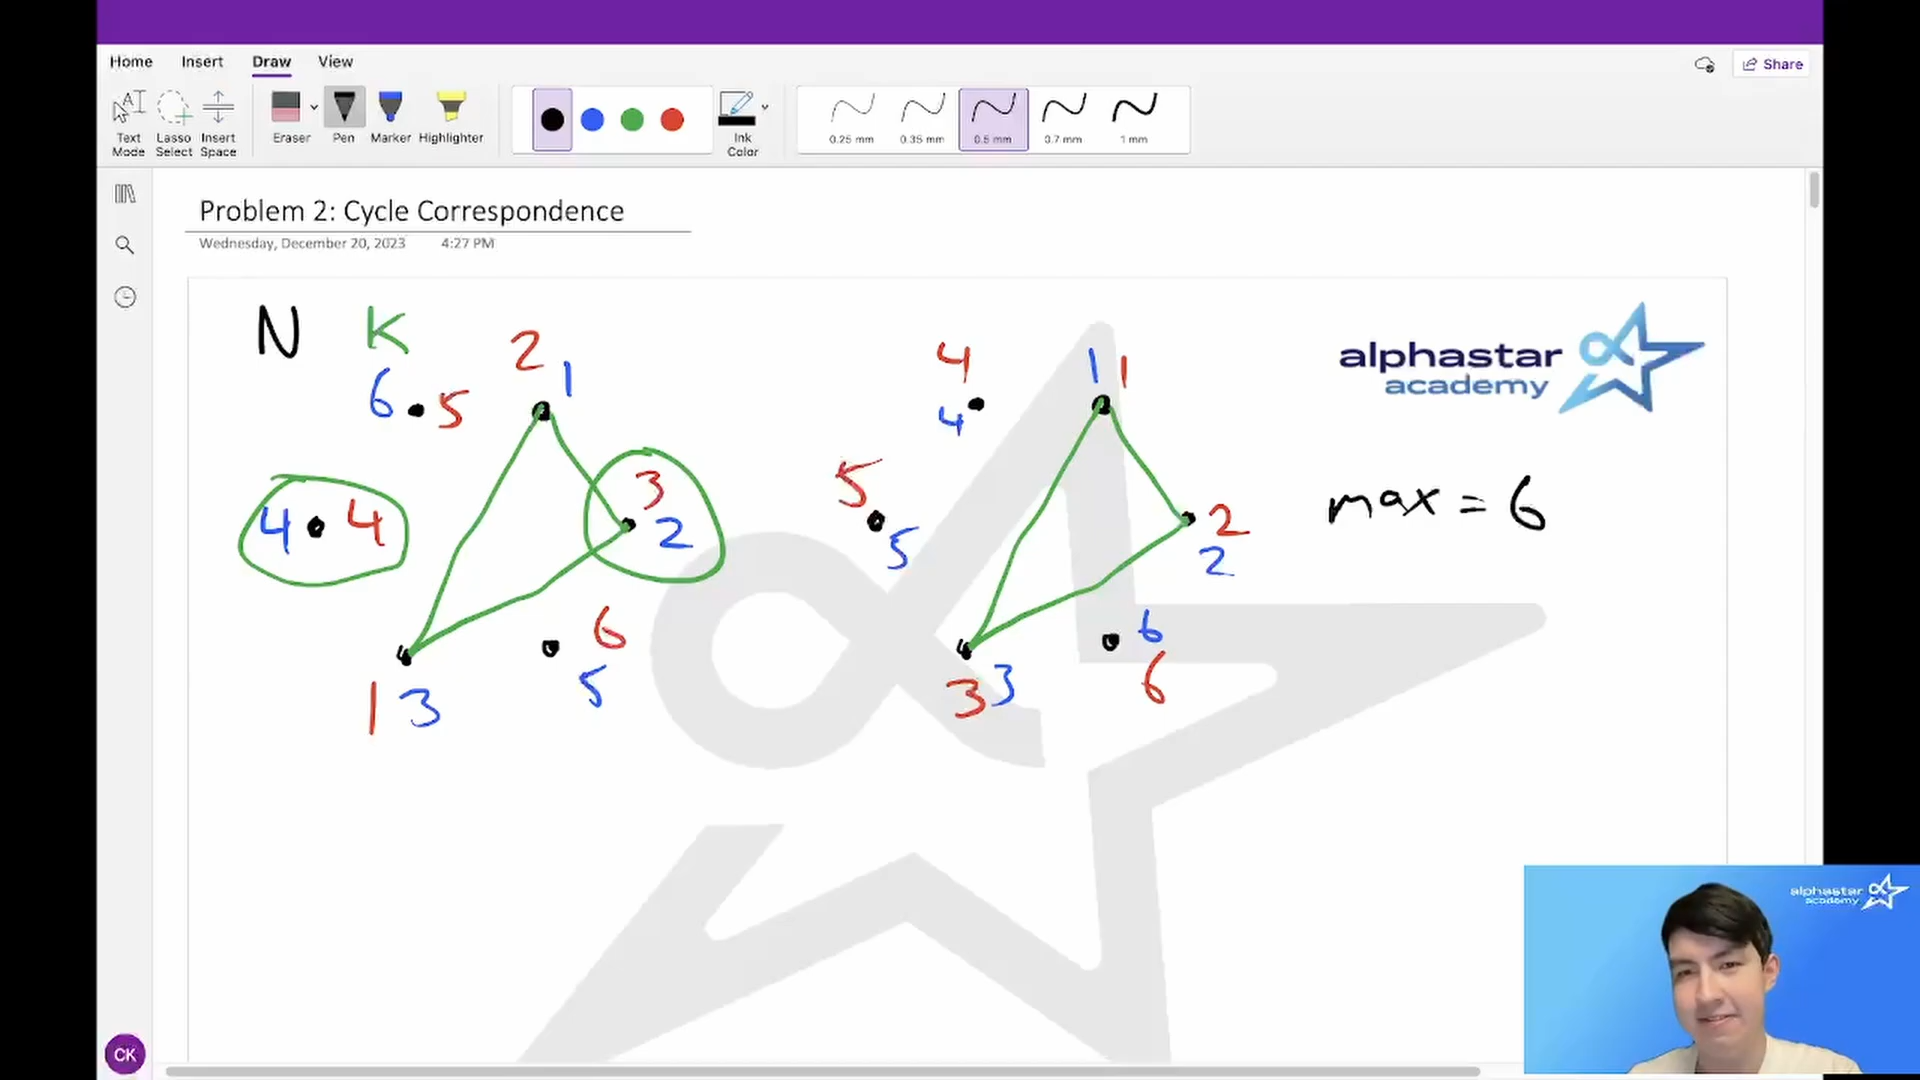 Home Insert Draw View
Share
Text Mode
Lasso Select
Insert Space
Eraser
Pen
Marker
Highlighter
Ink Color
0.25 mm
0.35 mm
0.5 mm
0.7 mm
1 mm
Problem 2: Cycle Correspondence
Wednesday, December 20, 2023 4:27 PM
N K
2 1
6 5
4 4
3
2
6
5
1 3
4
4
1 1
5
5
2
2
6
6
3 3
alphastar
academy
max = 6
alphastar
academy
CK